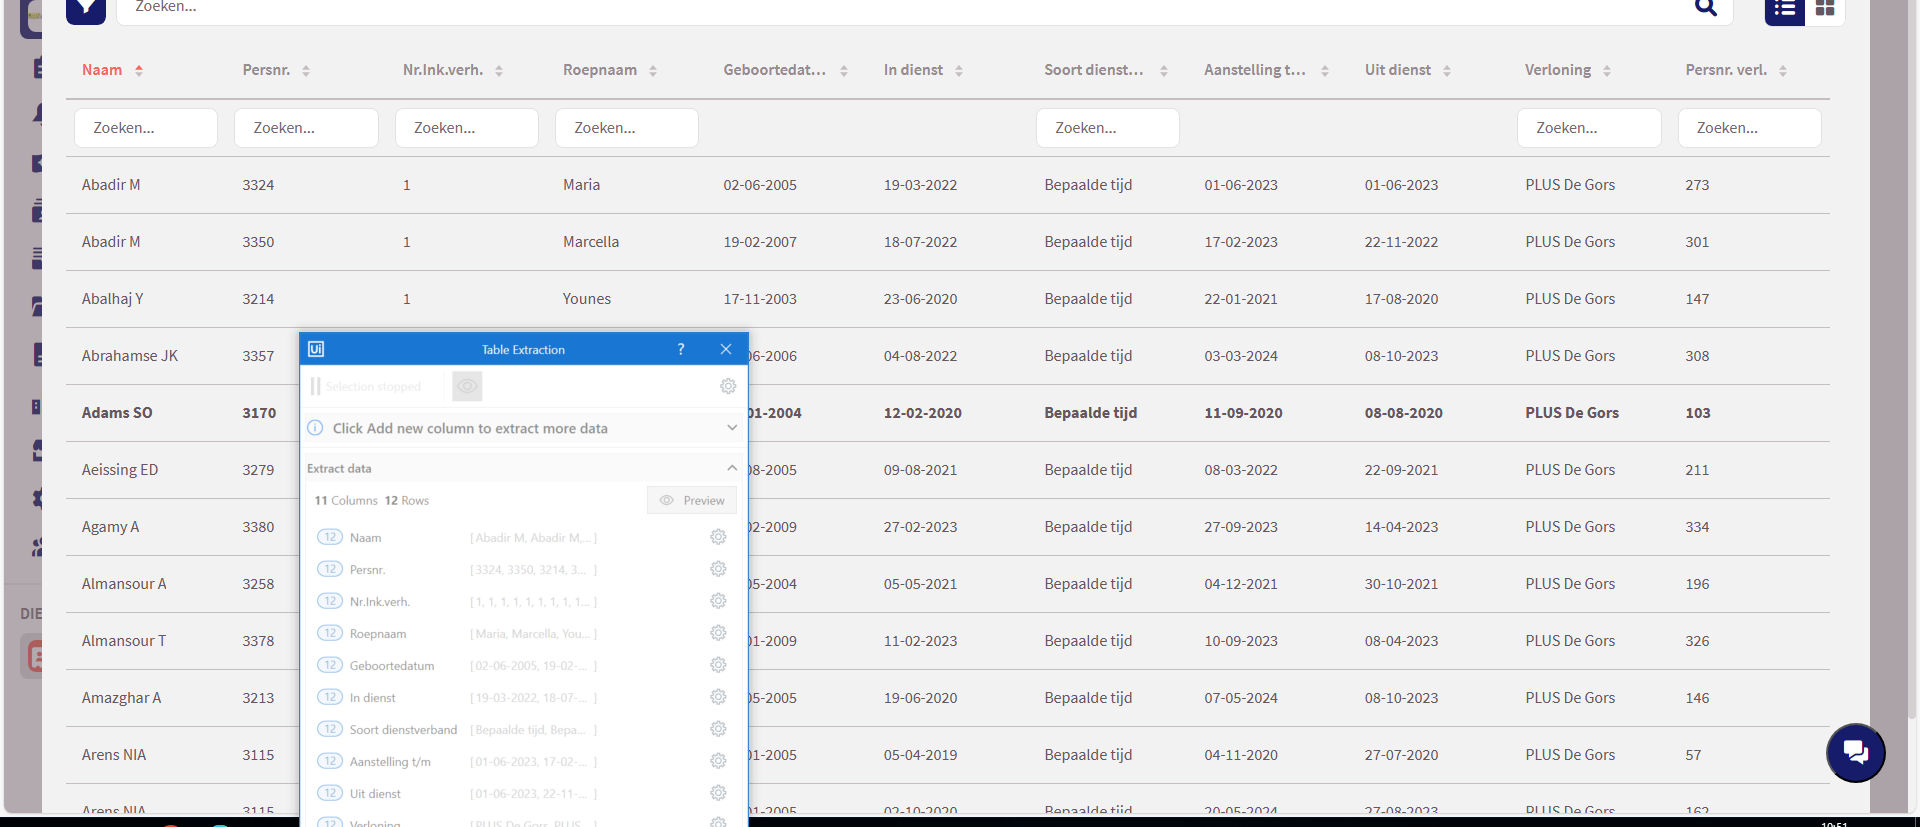 Zoeken...
Naam Persnr. Nr.Ink.verh. Roepnaam Geboortedat... In dienst Soort dienst... Aanstelling t... Uit dienst Verloning Persnr. verl.
Zoeken... Zoeken... Zoeken... Zoeken... Zoeken... Zoeken... Zoeken...
Abadir M 3324 1 Maria 02-06-2005 19-03-2022 Bepaalde tijd 01-06-2023 01-06-2023 PLUS De Gors 273
Abadir M 3350 1 Marcella 19-02-2007 18-07-2022 Bepaalde tijd 17-02-2023 22-11-2022 PLUS De Gors 301
Abalhaj Y 3214 1 Younes 17-11-2003 23-06-2020 Bepaalde tijd 22-01-2021 17-08-2020 PLUS De Gors 147
Abrahamse JK 3357 06-2006 04-08-2022 Bepaalde tijd 03-03-2024 08-10-2023 PLUS De Gors 308
Adams SO 3170 01-2004 12-02-2020 Bepaalde tijd 11-09-2020 08-08-2020 PLUS De Gors 103
Aeissing ED 3279 08-2005 09-08-2021 Bepaalde tijd 08-03-2022 22-09-2021 PLUS De Gors 211
Agamy A 3380 02-2009 27-02-2023 Bepaalde tijd 27-09-2023 14-04-2023 PLUS De Gors 334
Almansour A 3258 05-2004 05-05-2021 Bepaalde tijd 04-12-2021 30-10-2021 PLUS De Gors 196
Almansour T 3378 01-2009 11-02-2023 Bepaalde tijd 10-09-2023 08-04-2023 PLUS De Gors 326
Amazghar A 3213 05-2005 19-06-2020 Bepaalde tijd 07-05-2024 08-10-2023 PLUS De Gors 146
Arens NIA 3115 01-2005 05-04-2019 Bepaalde tijd 04-11-2020 27-07-2020 PLUS De Gors 57
Arens NIA 3115 01-2005 02-10-2020 Bepaalde tijd 20-05-2024 27-08-2023 PLUS De Gors 162
DIE
Ui Table Extraction ?
Selection stopped
Click Add new column to extract more data
Extract data
11 Columns 12 Rows Preview
12 Naam [ Abadir M, Abadir M,... ]
12 Persnr. [ 3324, 3350, 3214, 3... ]
12 Nr.Ink.verh. [ 1, 1, 1, 1, 1, 1, 1, 1, 1... ]
12 Roepnaam [ Maria, Marcella, You... ]
12 Geboortedatum [ 02-06-2005, 19-02-... ]
12 In dienst [ 19-03-2022, 18-07-... ]
12 Soort dienstverband [ Bepaalde tijd, Bepa... ]
12 Aanstelling t/m [ 01-06-2023, 17-02-... ]
12 Uit dienst [ 01-06-2023, 22-11-... ]
12 Verloning [ PLUS De Gors, PLUS... ]
10:51